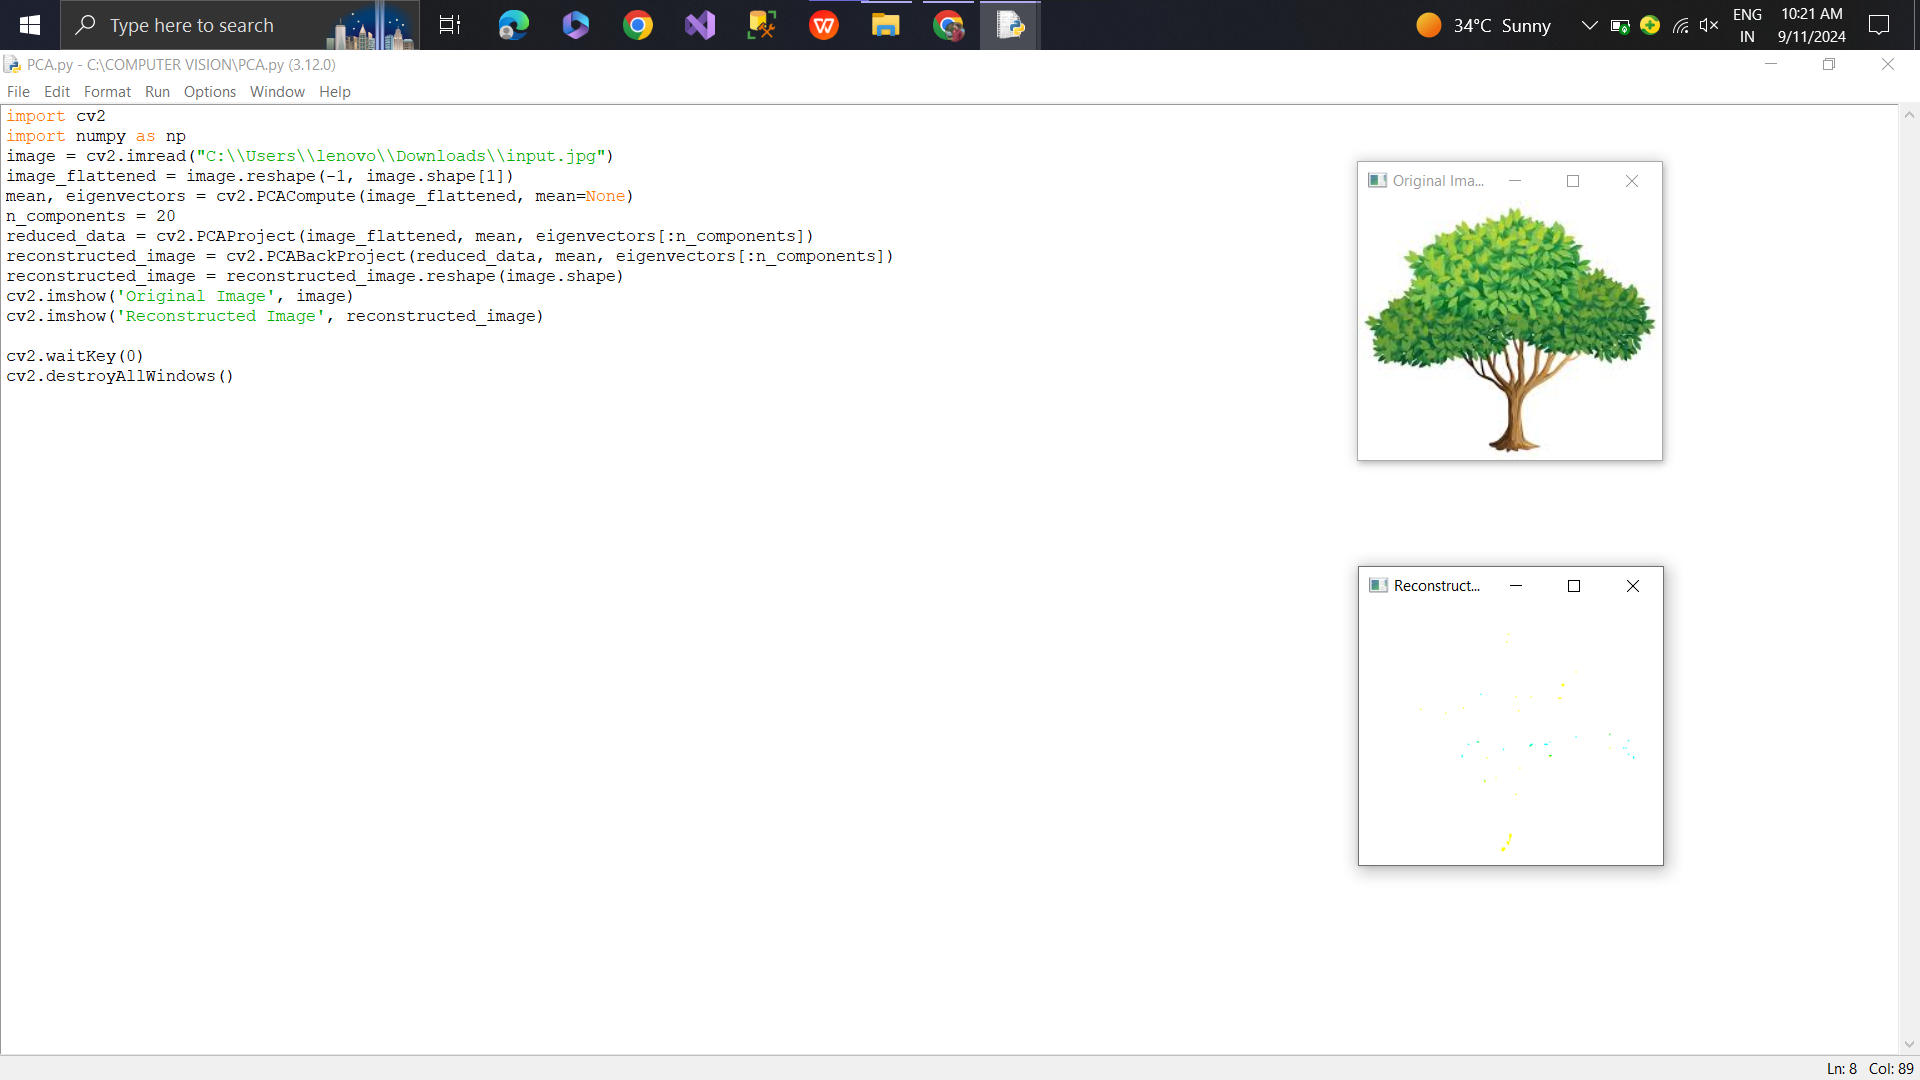 Type here to search
34°C Sunny
ENG
IN
10:21 AM
9/11/2024
PCA.py - C:\COMPUTER VISION\PCA.py (3.12.0)
File Edit Format Run Options Window Help
import cv2
import numpy as np
image = cv2.imread("C:\\Users\\lenovo\\Downloads\\input.jpg")
image_flattened = image.reshape(-1, image.shape[1])
mean, eigenvectors = cv2.PCACompute(image_flattened, mean=None)
n_components = 20
reduced_data = cv2.PCAProject(image_flattened, mean, eigenvectors[:n_components])
reconstructed_image = cv2.PCABackProject(reduced_data, mean, eigenvectors[:n_components])
reconstructed_image = reconstructed_image.reshape(image.shape)
cv2.imshow('Original Image', image)
cv2.imshow('Reconstructed Image', reconstructed_image)
cv2.waitKey(0)
cv2.destroyAllWindows()
Original Ima...
Reconstruct...
Ln: 8 Col: 89